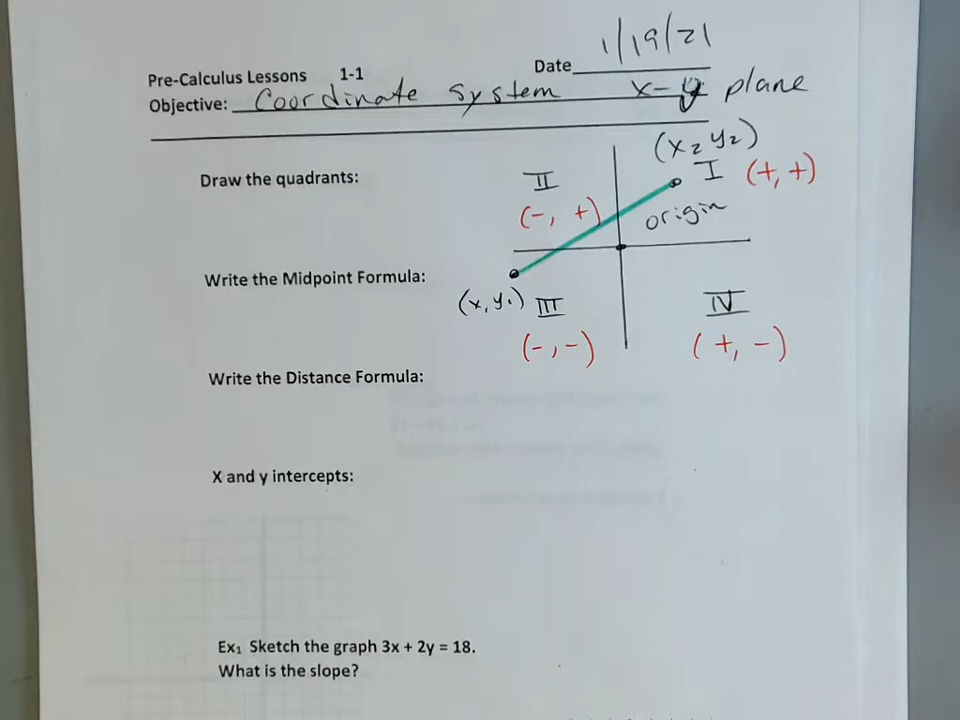 1/19/21
Pre-Calculus Lessons 1-1 Date
Objective: Coordinate system x-y plane
(x2 y2)
Draw the quadrants: II I (+, +)
(-, +) origin
Write the Midpoint Formula:
(x, y1) III IV
(-, -) (+, -)
Write the Distance Formula:
X and y intercepts:
Ex1 Sketch the graph 3x + 2y = 18.
What is the slope?